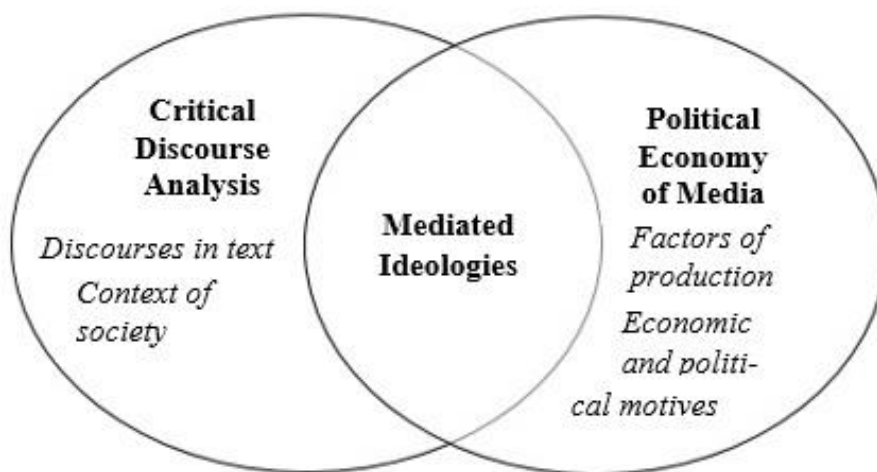 Critical
Discourse
Analysis
Discourses in text
Context of
society
Mediated
Ideologies
Political
Economy
of Media
Factors of
production
Economic
and politi-
cal motives